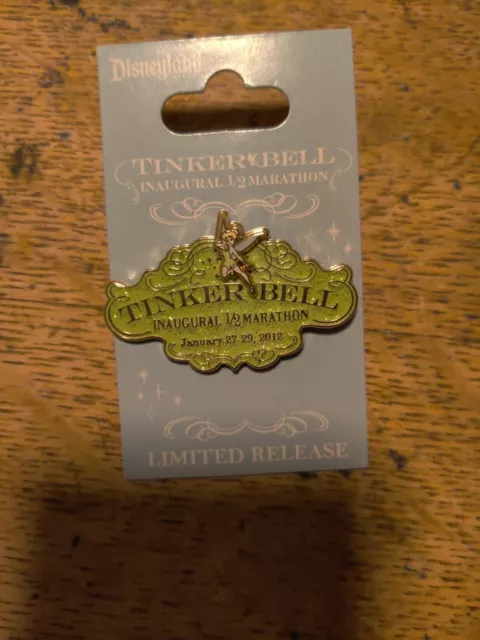 Disneyland
TINKER BELL
INAUGURAL 1/2 MARATHON
TINKER BELL
INAUGURAL 1/2 MARATHON
January 27-29, 2012
LIMITED RELEASE